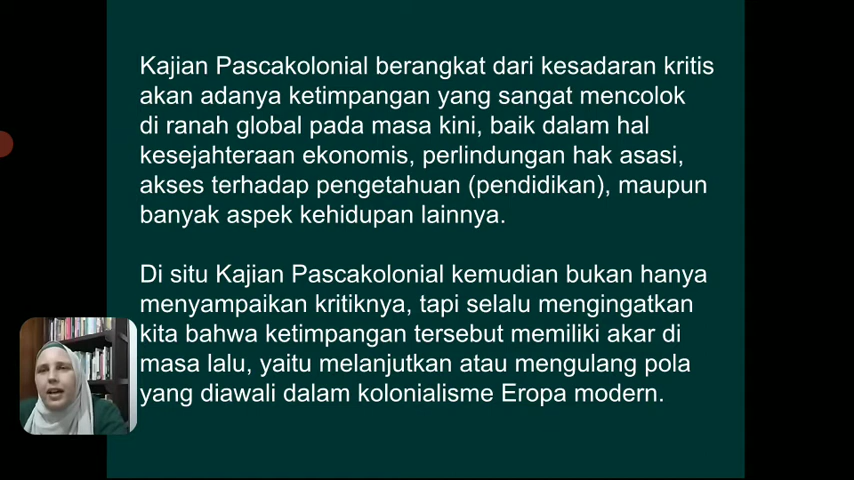 Kajian Pascakolonial berangkat dari kesadaran kritis
akan adanya ketimpangan yang sangat mencolok
di ranah global pada masa kini, baik dalam hal
kesejahteraan ekonomis, perlindungan hak asasi,
akses terhadap pengetahuan (pendidikan), maupun
banyak aspek kehidupan lainnya.
Di situ Kajian Pascakolonial kemudian bukan hanya
menyampaikan kritiknya, tapi selalu mengingatkan
kita bahwa ketimpangan tersebut memiliki akar di
masa lalu, yaitu melanjutkan atau mengulang pola
yang diawali dalam kolonialisme Eropa modern.